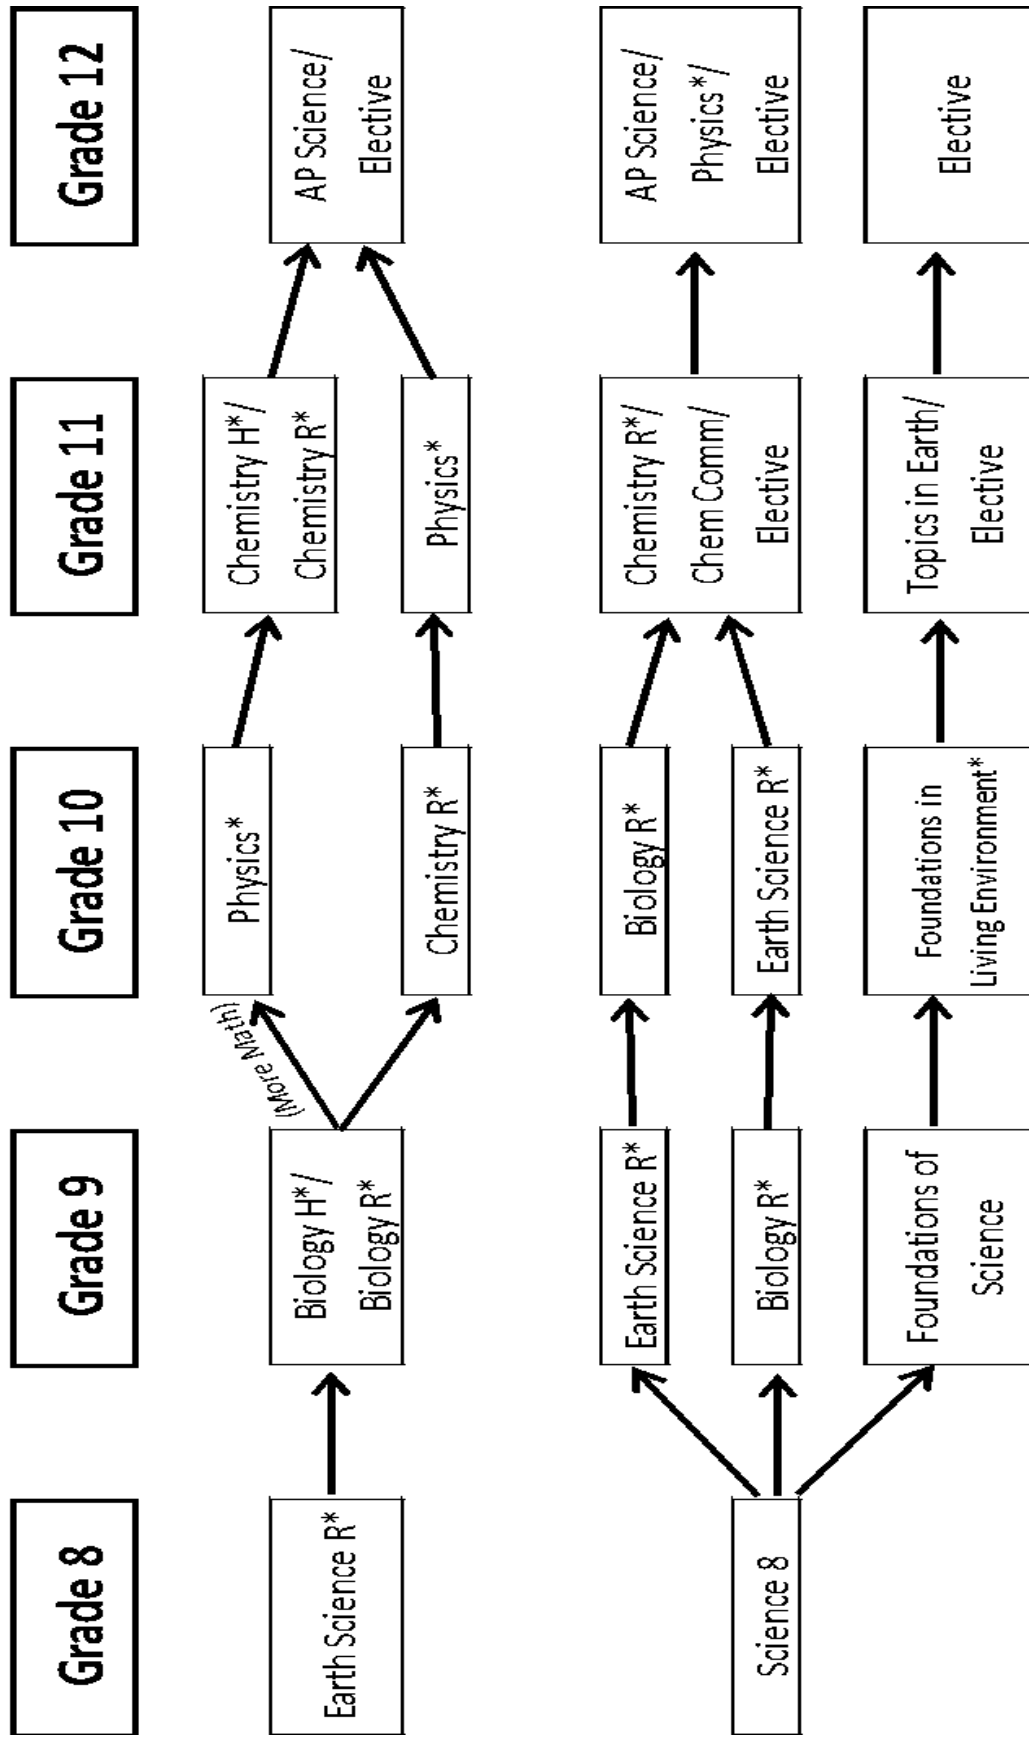 Grade 8
Grade 9
Grade 10
Grade 11
Grade 12
Earth Science R*
Biology H*/
Biology R*
(More Math)
Physics*
Chemistry R*
Chemistry H*/
Chemistry R*
Physics*
AP Science/
Elective
Science 8
Earth Science R*
Biology R*
Foundations of
Science
Biology R*
Earth Science R*
Foundations in
Living Environment*
Chemistry R*/
Chem Comm/
Elective
Topics in Earth/
Elective
AP Science/
Physics*/
Elective
Elective